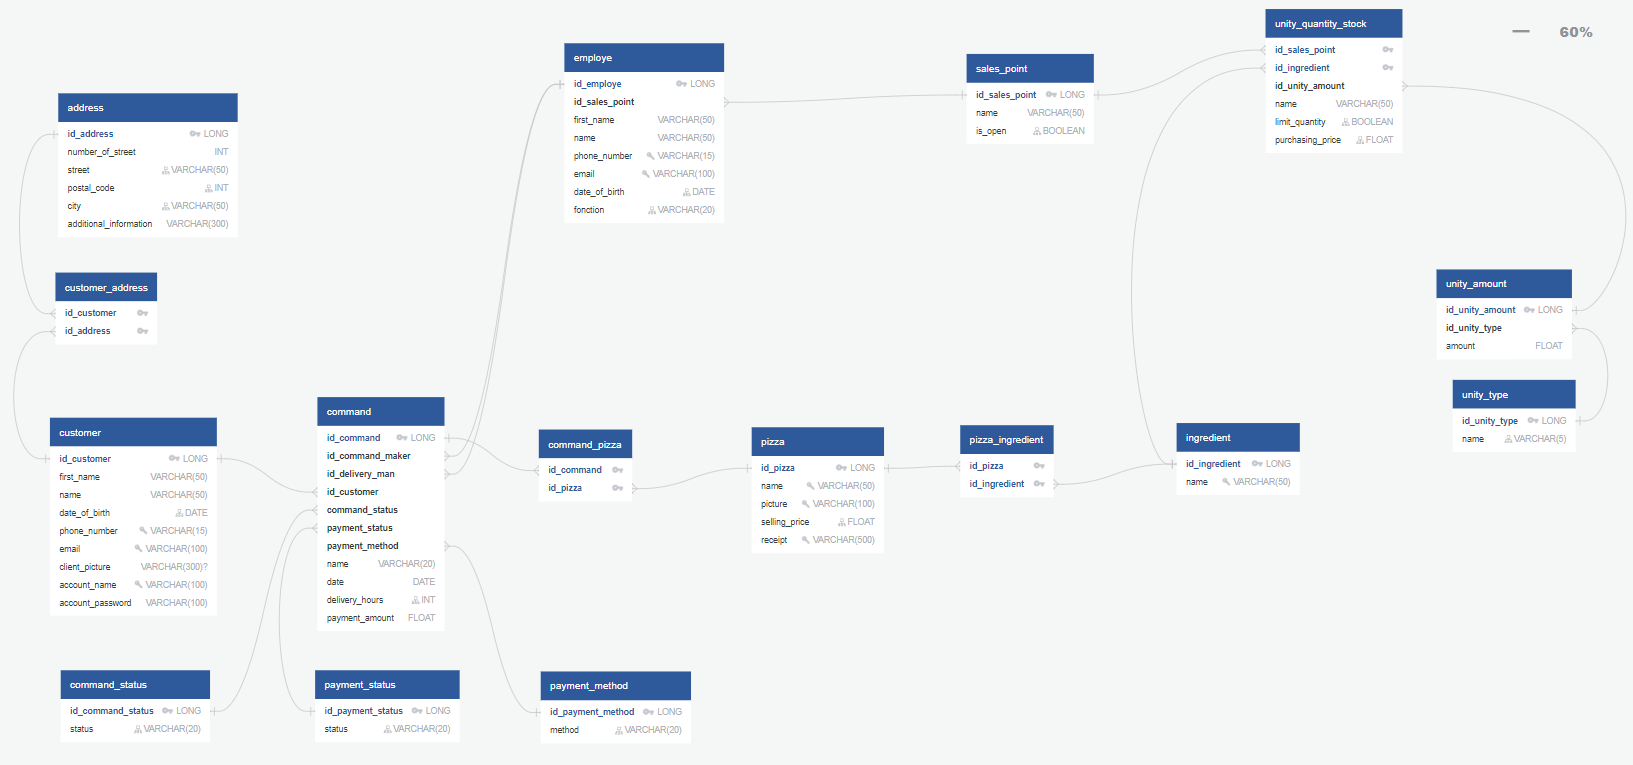 60%
address
id_address LONG
number_of_street INT
street VARCHAR(50)
postal_code INT
city VARCHAR(50)
additional_information VARCHAR(300)
customer_address
id_customer
id_address
customer
id_customer LONG
first_name VARCHAR(50)
name VARCHAR(50)
date_of_birth DATE
phone_number VARCHAR(15)
email VARCHAR(100)
client_picture VARCHAR(300)?
account_name VARCHAR(100)
account_password VARCHAR(100)
command_status
id_command_status LONG
status VARCHAR(20)
command
id_command LONG
id_command_maker
id_delivery_man
id_customer
command_status
payment_status
payment_method
name VARCHAR(20)
date DATE
delivery_hours INT
payment_amount FLOAT
payment_status
id_payment_status LONG
status VARCHAR(20)
employe
id_employe LONG
id_sales_point
first_name VARCHAR(50)
name VARCHAR(50)
phone_number VARCHAR(15)
email VARCHAR(100)
date_of_birth DATE
fonction VARCHAR(20)
command_pizza
id_command
id_pizza
payment_method
id_payment_method LONG
method VARCHAR(20)
pizza
id_pizza LONG
name VARCHAR(50)
picture VARCHAR(100)
selling_price FLOAT
receipt VARCHAR(500)
sales_point
id_sales_point LONG
name VARCHAR(50)
is_open BOOLEAN
pizza_ingredient
id_pizza
id_ingredient
unity_quantity_stock
id_sales_point
id_ingredient
id_unity_amount
name VARCHAR(50)
limit_quantity BOOLEAN
purchasing_price FLOAT
ingredient
id_ingredient LONG
name VARCHAR(50)
unity_amount
id_unity_amount LONG
id_unity_type
amount FLOAT
unity_type
id_unity_type LONG
name VARCHAR(5)